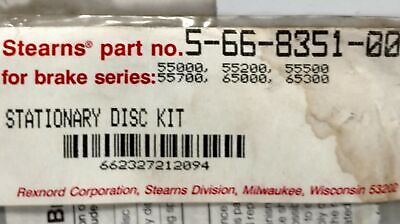 Stearns® part no. 5-66-8351-00
for brake series: 55000, 55200, 55500
55700, 65000, 65300
STATIONARY DISC KIT
662327212094
Rexnord Corporation, Stearns Division, Milwaukee, Wisconsin 53202